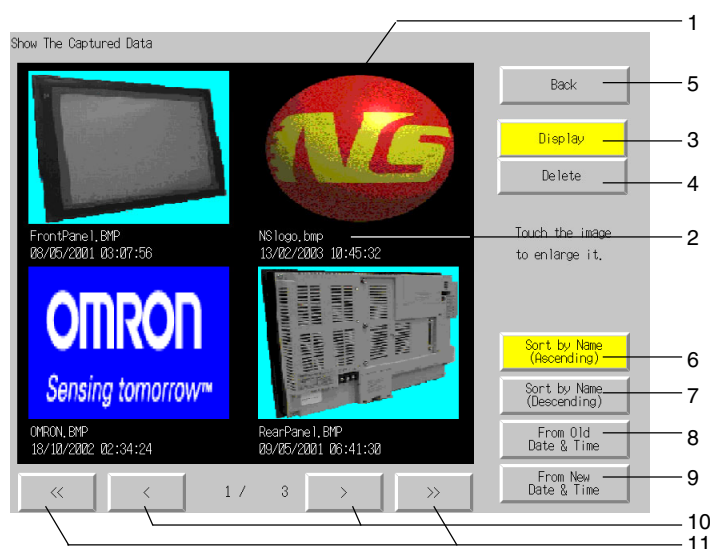 1
Show The Captured Data
Back
5
Display
3
Delete
4
NS
FrontPanel.BMP
08/05/2001 03:07:56
NSlogo.bmp
13/02/2003 10:45:32
2
Touch the image
to enlarge it.
OMRON
Sensing tomorrow™
OMRON.BMP
18/10/2002 02:34:24
RearPanel.BMP
09/05/2001 06:41:30
Sort by Name
(Ascending)
6
Sort by Name
(Descending)
7
From Old
Date & Time
8
From New
Date & Time
9
<<
<
1 / 3
>
>>
10
11